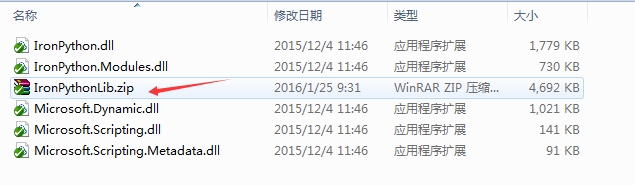 名称 修改日期 类型 大小
IronPython.dll 2015/12/4 11:46 应用程序扩展 1,779 KB
IronPython.Modules.dll 2015/12/4 11:46 应用程序扩展 730 KB
IronPythonLib.zip 2016/1/25 9:31 WinRAR ZIP 压缩... 4,692 KB
Microsoft.Dynamic.dll 2015/12/4 11:46 应用程序扩展 1,021 KB
Microsoft.Scripting.dll 2015/12/4 11:46 应用程序扩展 141 KB
Microsoft.Scripting.Metadata.dll 2015/12/4 11:46 应用程序扩展 91 KB